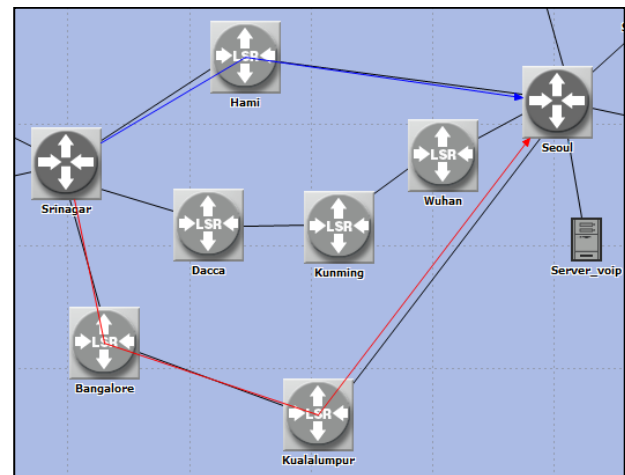 LSR
Hami
Seoul
LSR
Wuhan
Srinagar
LSR
Dacca
LSR
Kunming
Server_voip
LSR
Bangalore
LSR
Kualalumpur